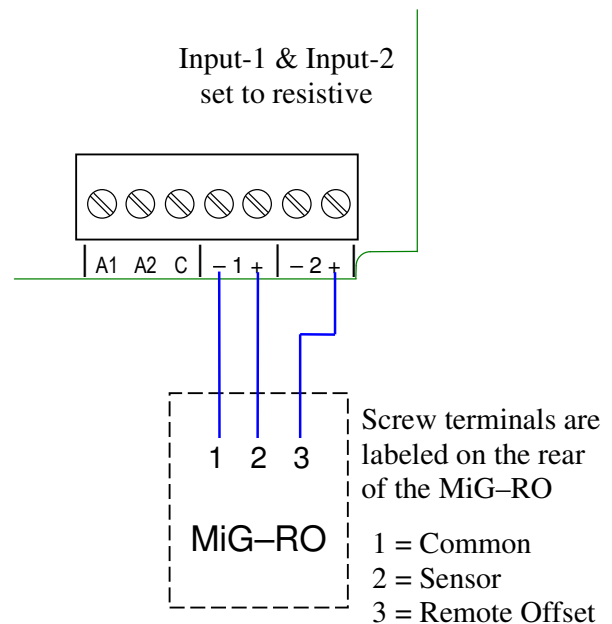 Input-1 & Input-2
set to resistive
A1 A2 C – 1 + – 2 +
1 2 3
MiG–RO
Screw terminals are
labeled on the rear
of the MiG–RO
1 = Common
2 = Sensor
3 = Remote Offset